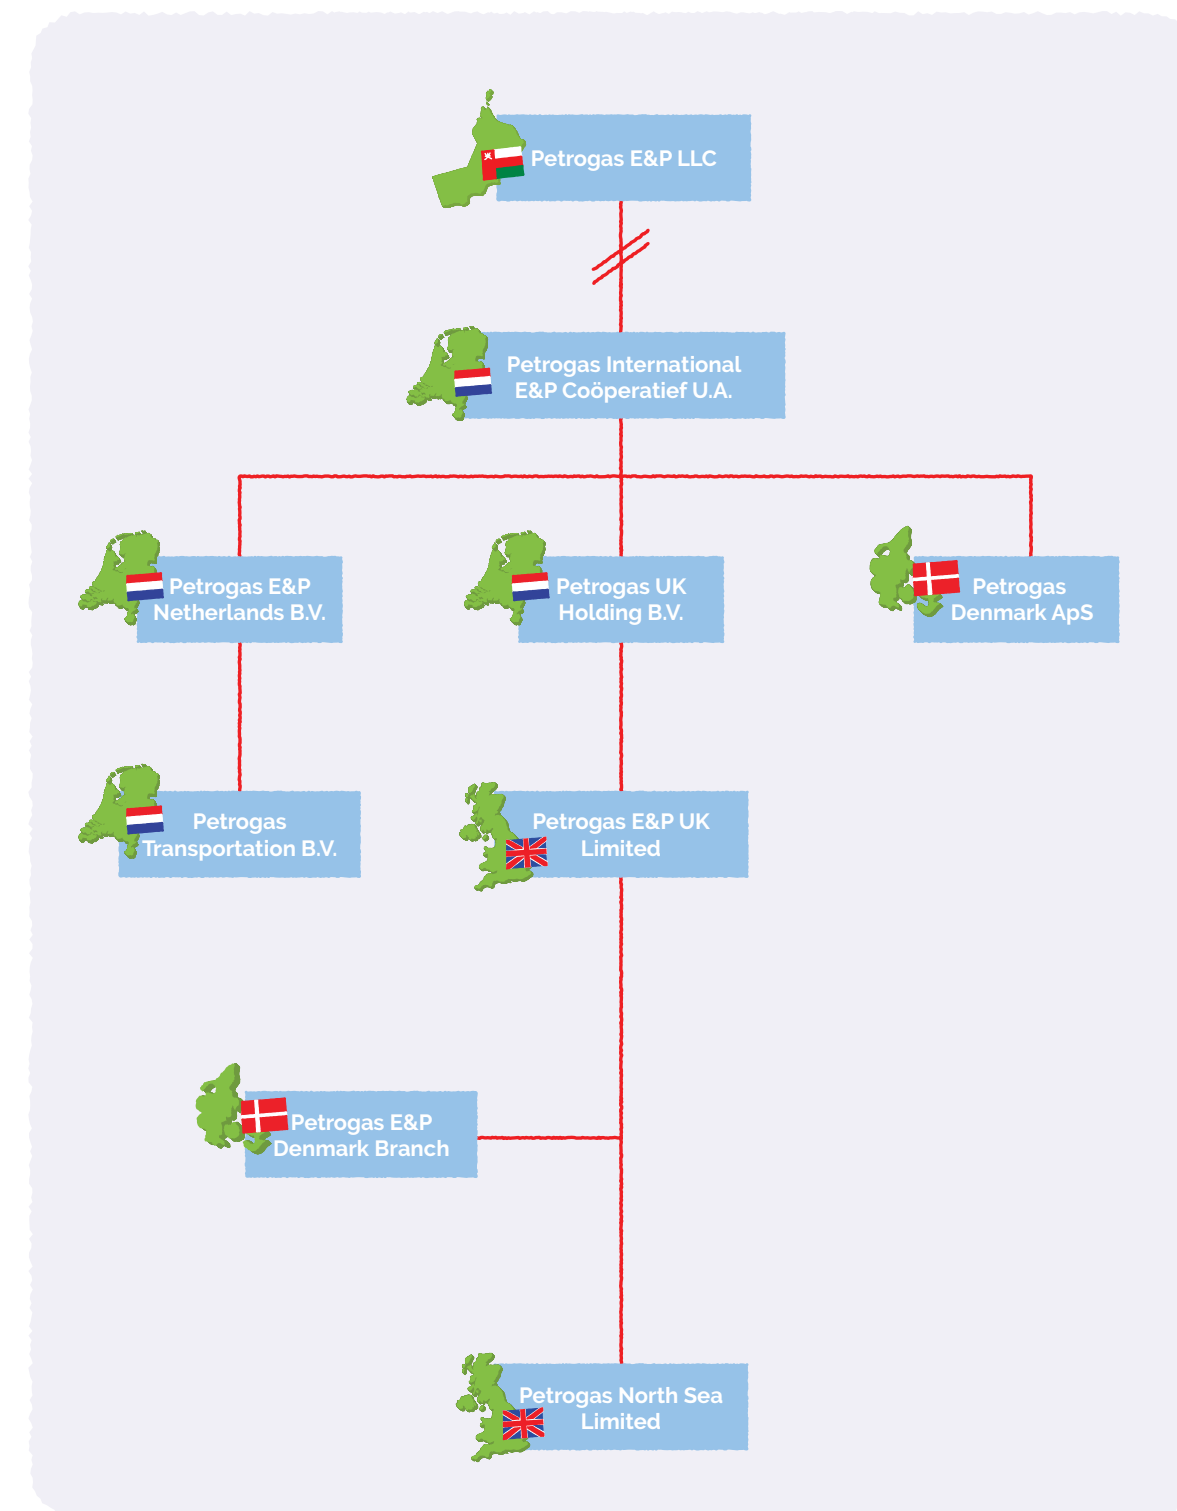 Petrogas E&P LLC
Petrogas International
E&P Coöperatief U.A.
Petrogas E&P
Netherlands B.V.
Petrogas UK
Holding B.V.
Petrogas
Denmark ApS
Petrogas
Transportation B.V.
Petrogas E&P UK
Limited
Petrogas E&P
Denmark Branch
Petrogas North Sea
Limited